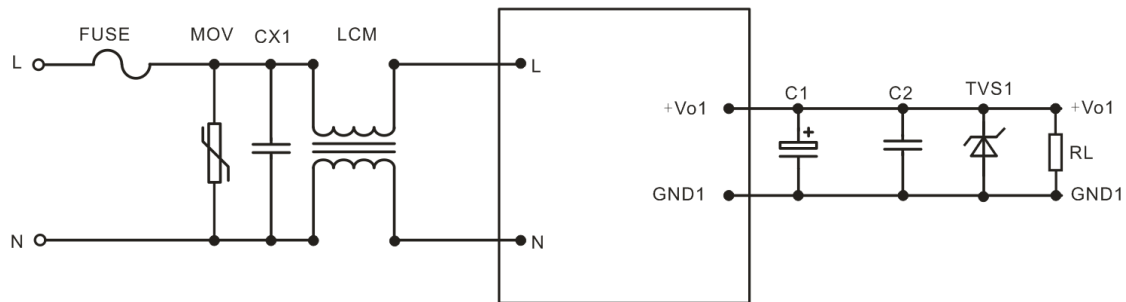 FUSE MOV CX1 LCM
L L
+Vo1 C1 C2 TVS1 +Vo1
RL
GND1 GND1
N N